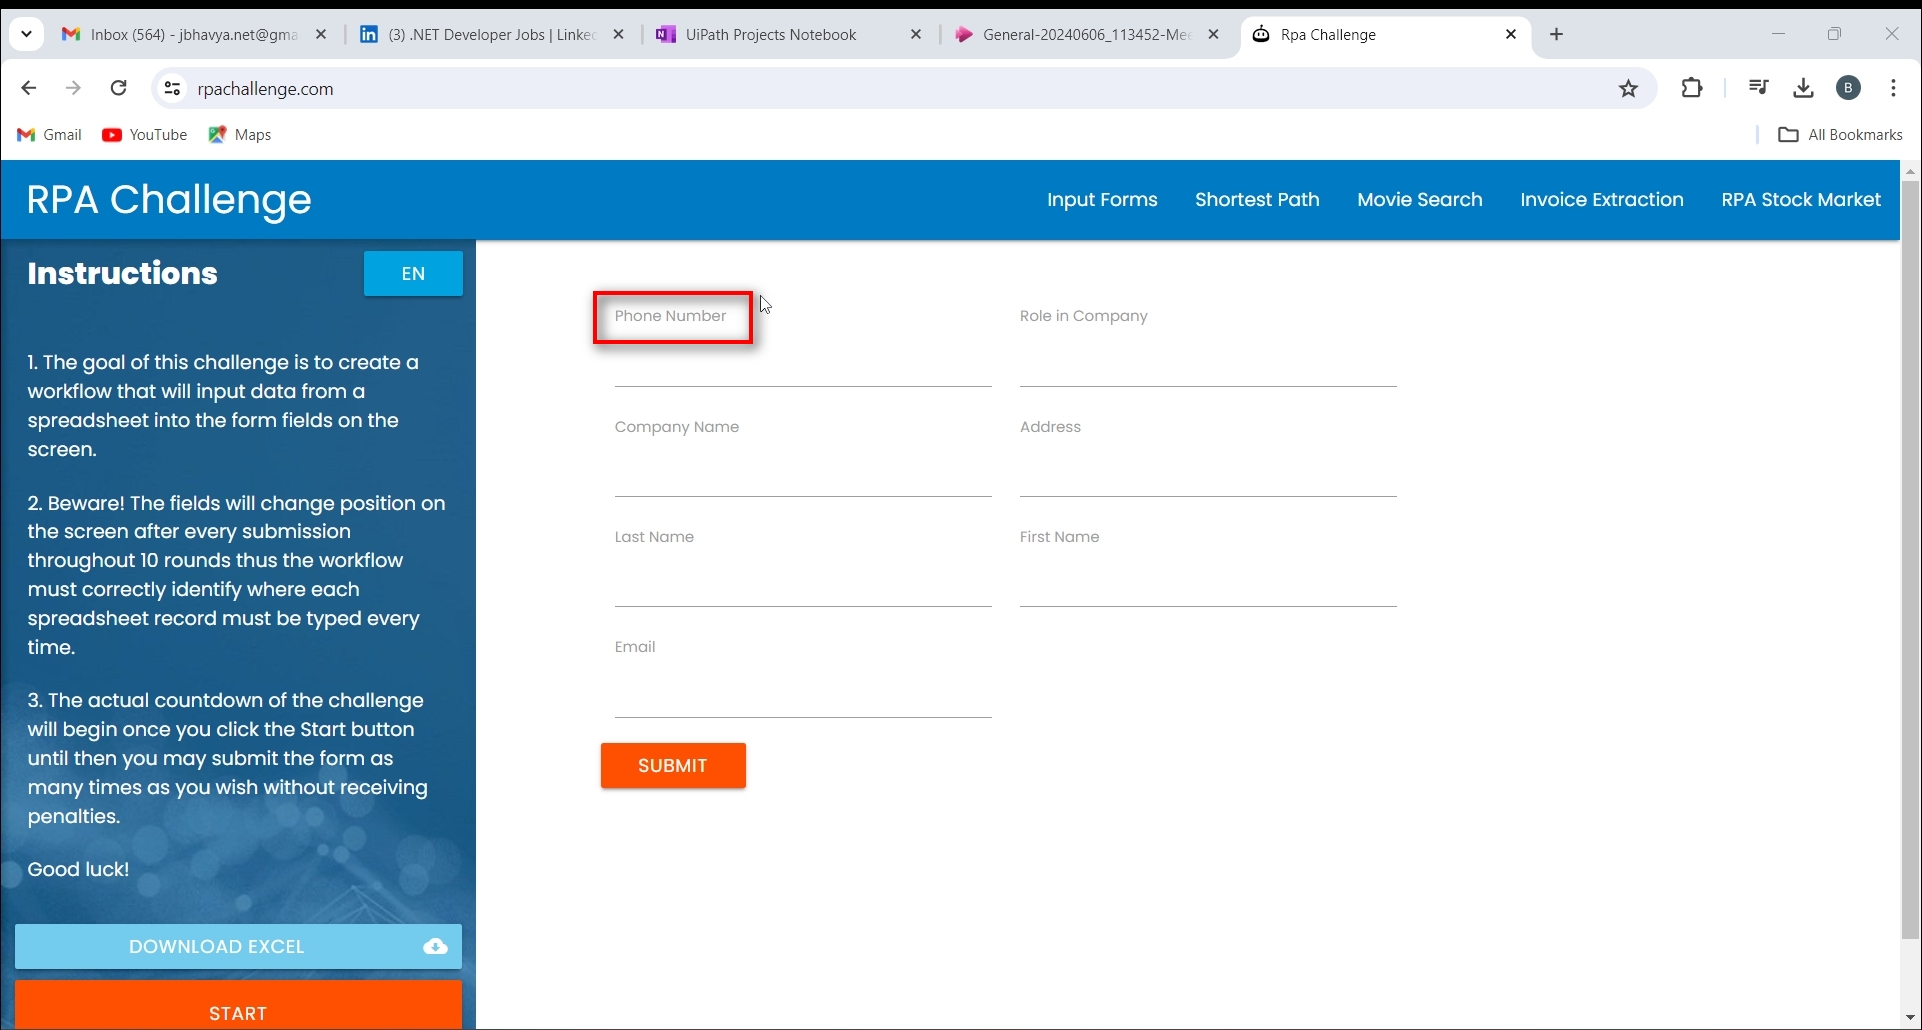 Inbox (564) - jbhavya.net@gma
(3) .NET Developer Jobs | Linke
UiPath Projects Notebook
General-20240606_113452-Mee
Rpa Challenge
rpachallenge.com
B
Gmail
YouTube
Maps
All Bookmarks
RPA Challenge
Input Forms
Shortest Path
Movie Search
Invoice Extraction
RPA Stock Market
Instructions
EN
1. The goal of this challenge is to create a
workflow that will input data from a
spreadsheet into the form fields on the
screen.
2. Beware! The fields will change position on
the screen after every submission
throughout 10 rounds thus the workflow
must correctly identify where each
spreadsheet record must be typed every
time.
3. The actual countdown of the challenge
will begin once you click the Start button
until then you may submit the form as
many times as you wish without receiving
penalties.
Good luck!
DOWNLOAD EXCEL
START
Phone Number
Role in Company
Company Name
Address
Last Name
First Name
Email
SUBMIT